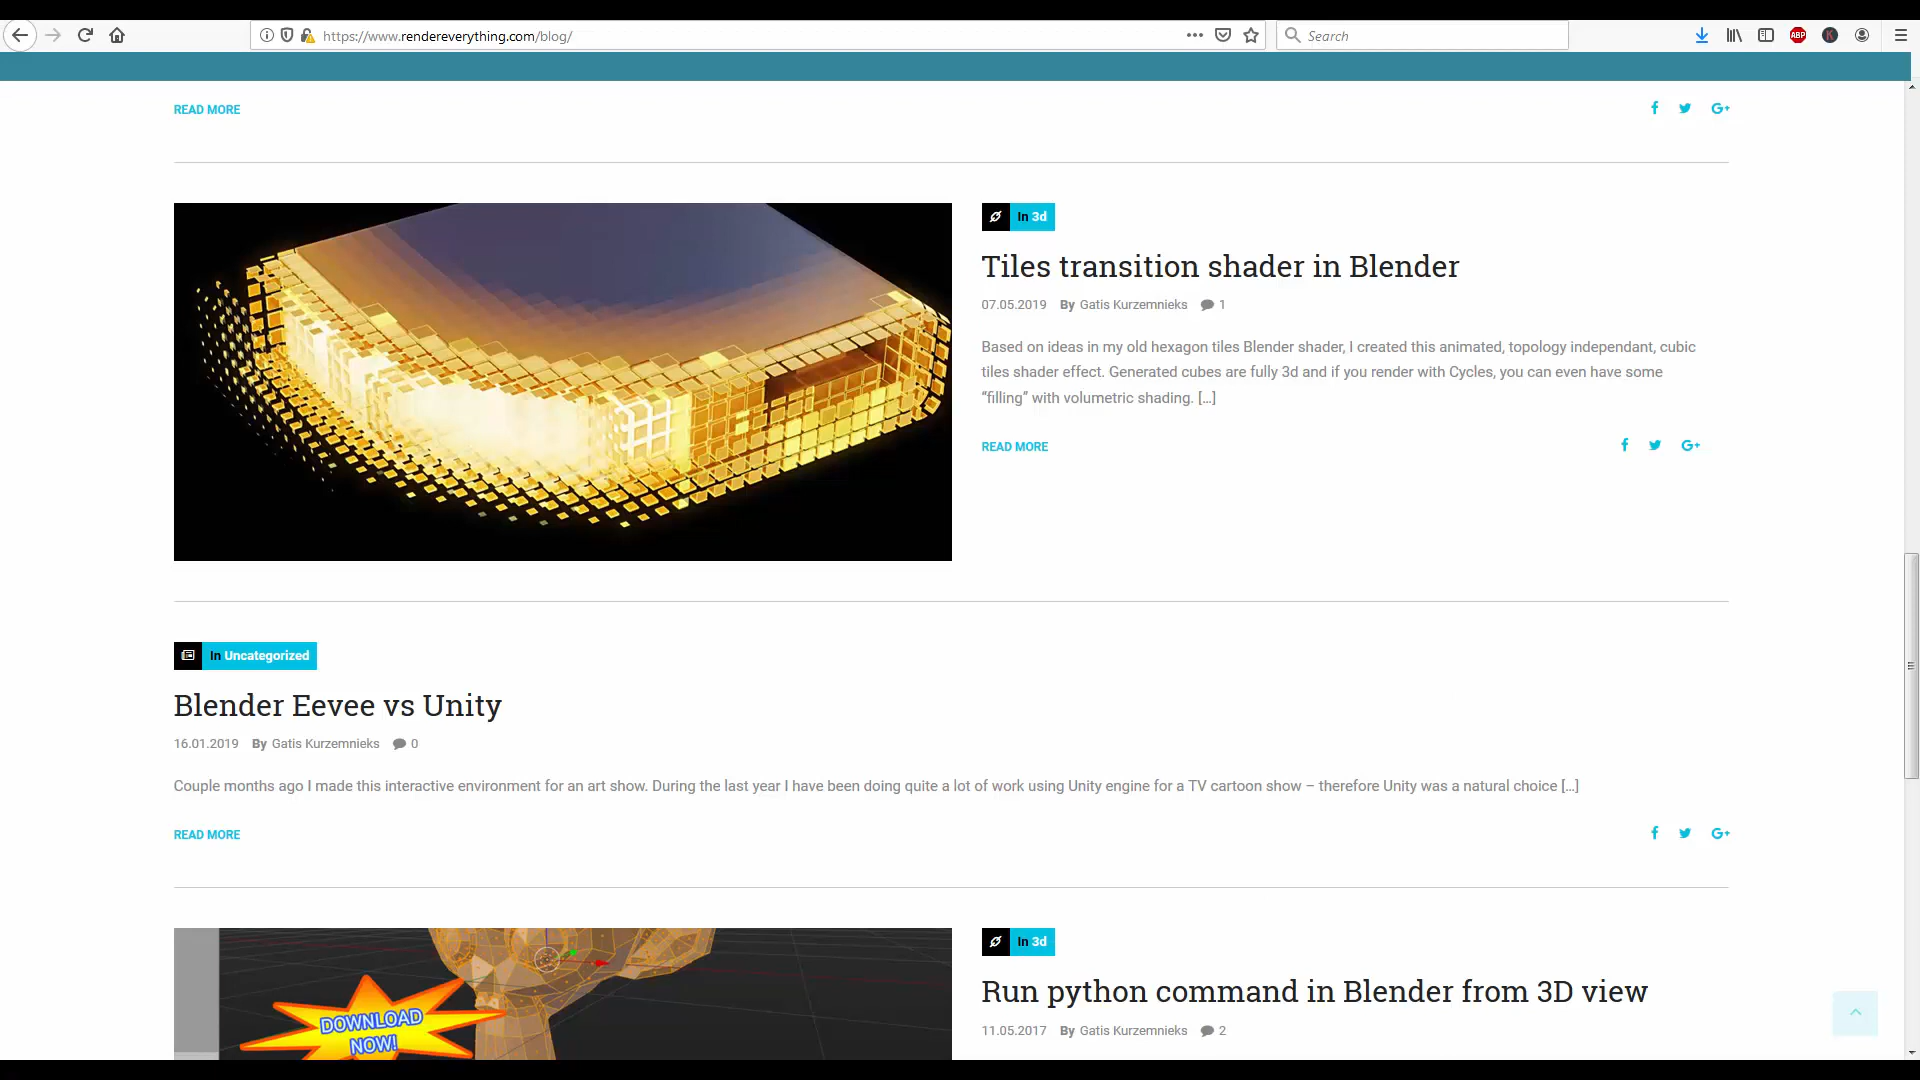 https://www.rendereverything.com/blog/
Search
ABP
K
READ MORE
G+
In 3d
Tiles transition shader in Blender
07.05.2019 By Gatis Kurzemnieks 1
Based on ideas in my old hexagon tiles Blender shader, I created this animated, topology independant, cubic
tiles shader effect. Generated cubes are fully 3d and if you render with Cycles, you can even have some
“filling” with volumetric shading. [...]
READ MORE
G+
In Uncategorized
Blender Eevee vs Unity
16.01.2019 By Gatis Kurzemnieks 0
Couple months ago I made this interactive environment for an art show. During the last year I have been doing quite a lot of work using Unity engine for a TV cartoon show – therefore Unity was a natural choice [...]
READ MORE
G+
DOWNLOAD
NOW!
In 3d
Run python command in Blender from 3D view
11.05.2017 By Gatis Kurzemnieks 2